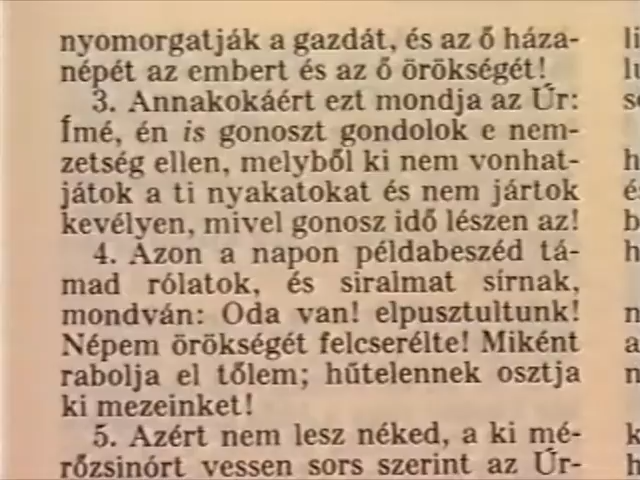 nyomorgatják a gazdát, és az ő háza-
népét az embert és az ő örökségét!
3. Annakokáért ezt mondja az Úr:
Ímé, én is gonoszt gondolok e nem-
zetség ellen, melyből ki nem vonhat-
játok a ti nyakatokat és nem jártok
kevélyen, mivel gonosz idő lészen az!
4. Azon a napon példabeszéd tá-
mad rólatok, és siralmat sírnak,
mondván: Oda van! elpusztultunk!
Népem örökségét felcserélte! Miként
rabolja el tőlem; hűtelennek osztja
ki mezeinket!
5. Azért nem lesz néked, a ki mé-
rőzsinórt vessen sors szerint az Úr-